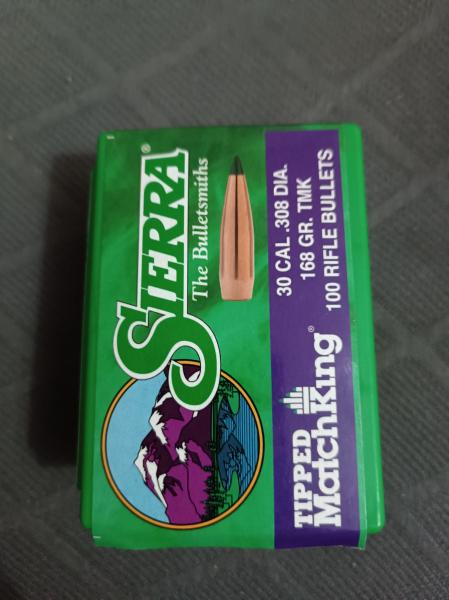 SIERRA®
The Bulletsmiths
TIPPED
MatchKing®
30 CAL .308 DIA.
168 GR. TMK
100 RIFLE BULLETS